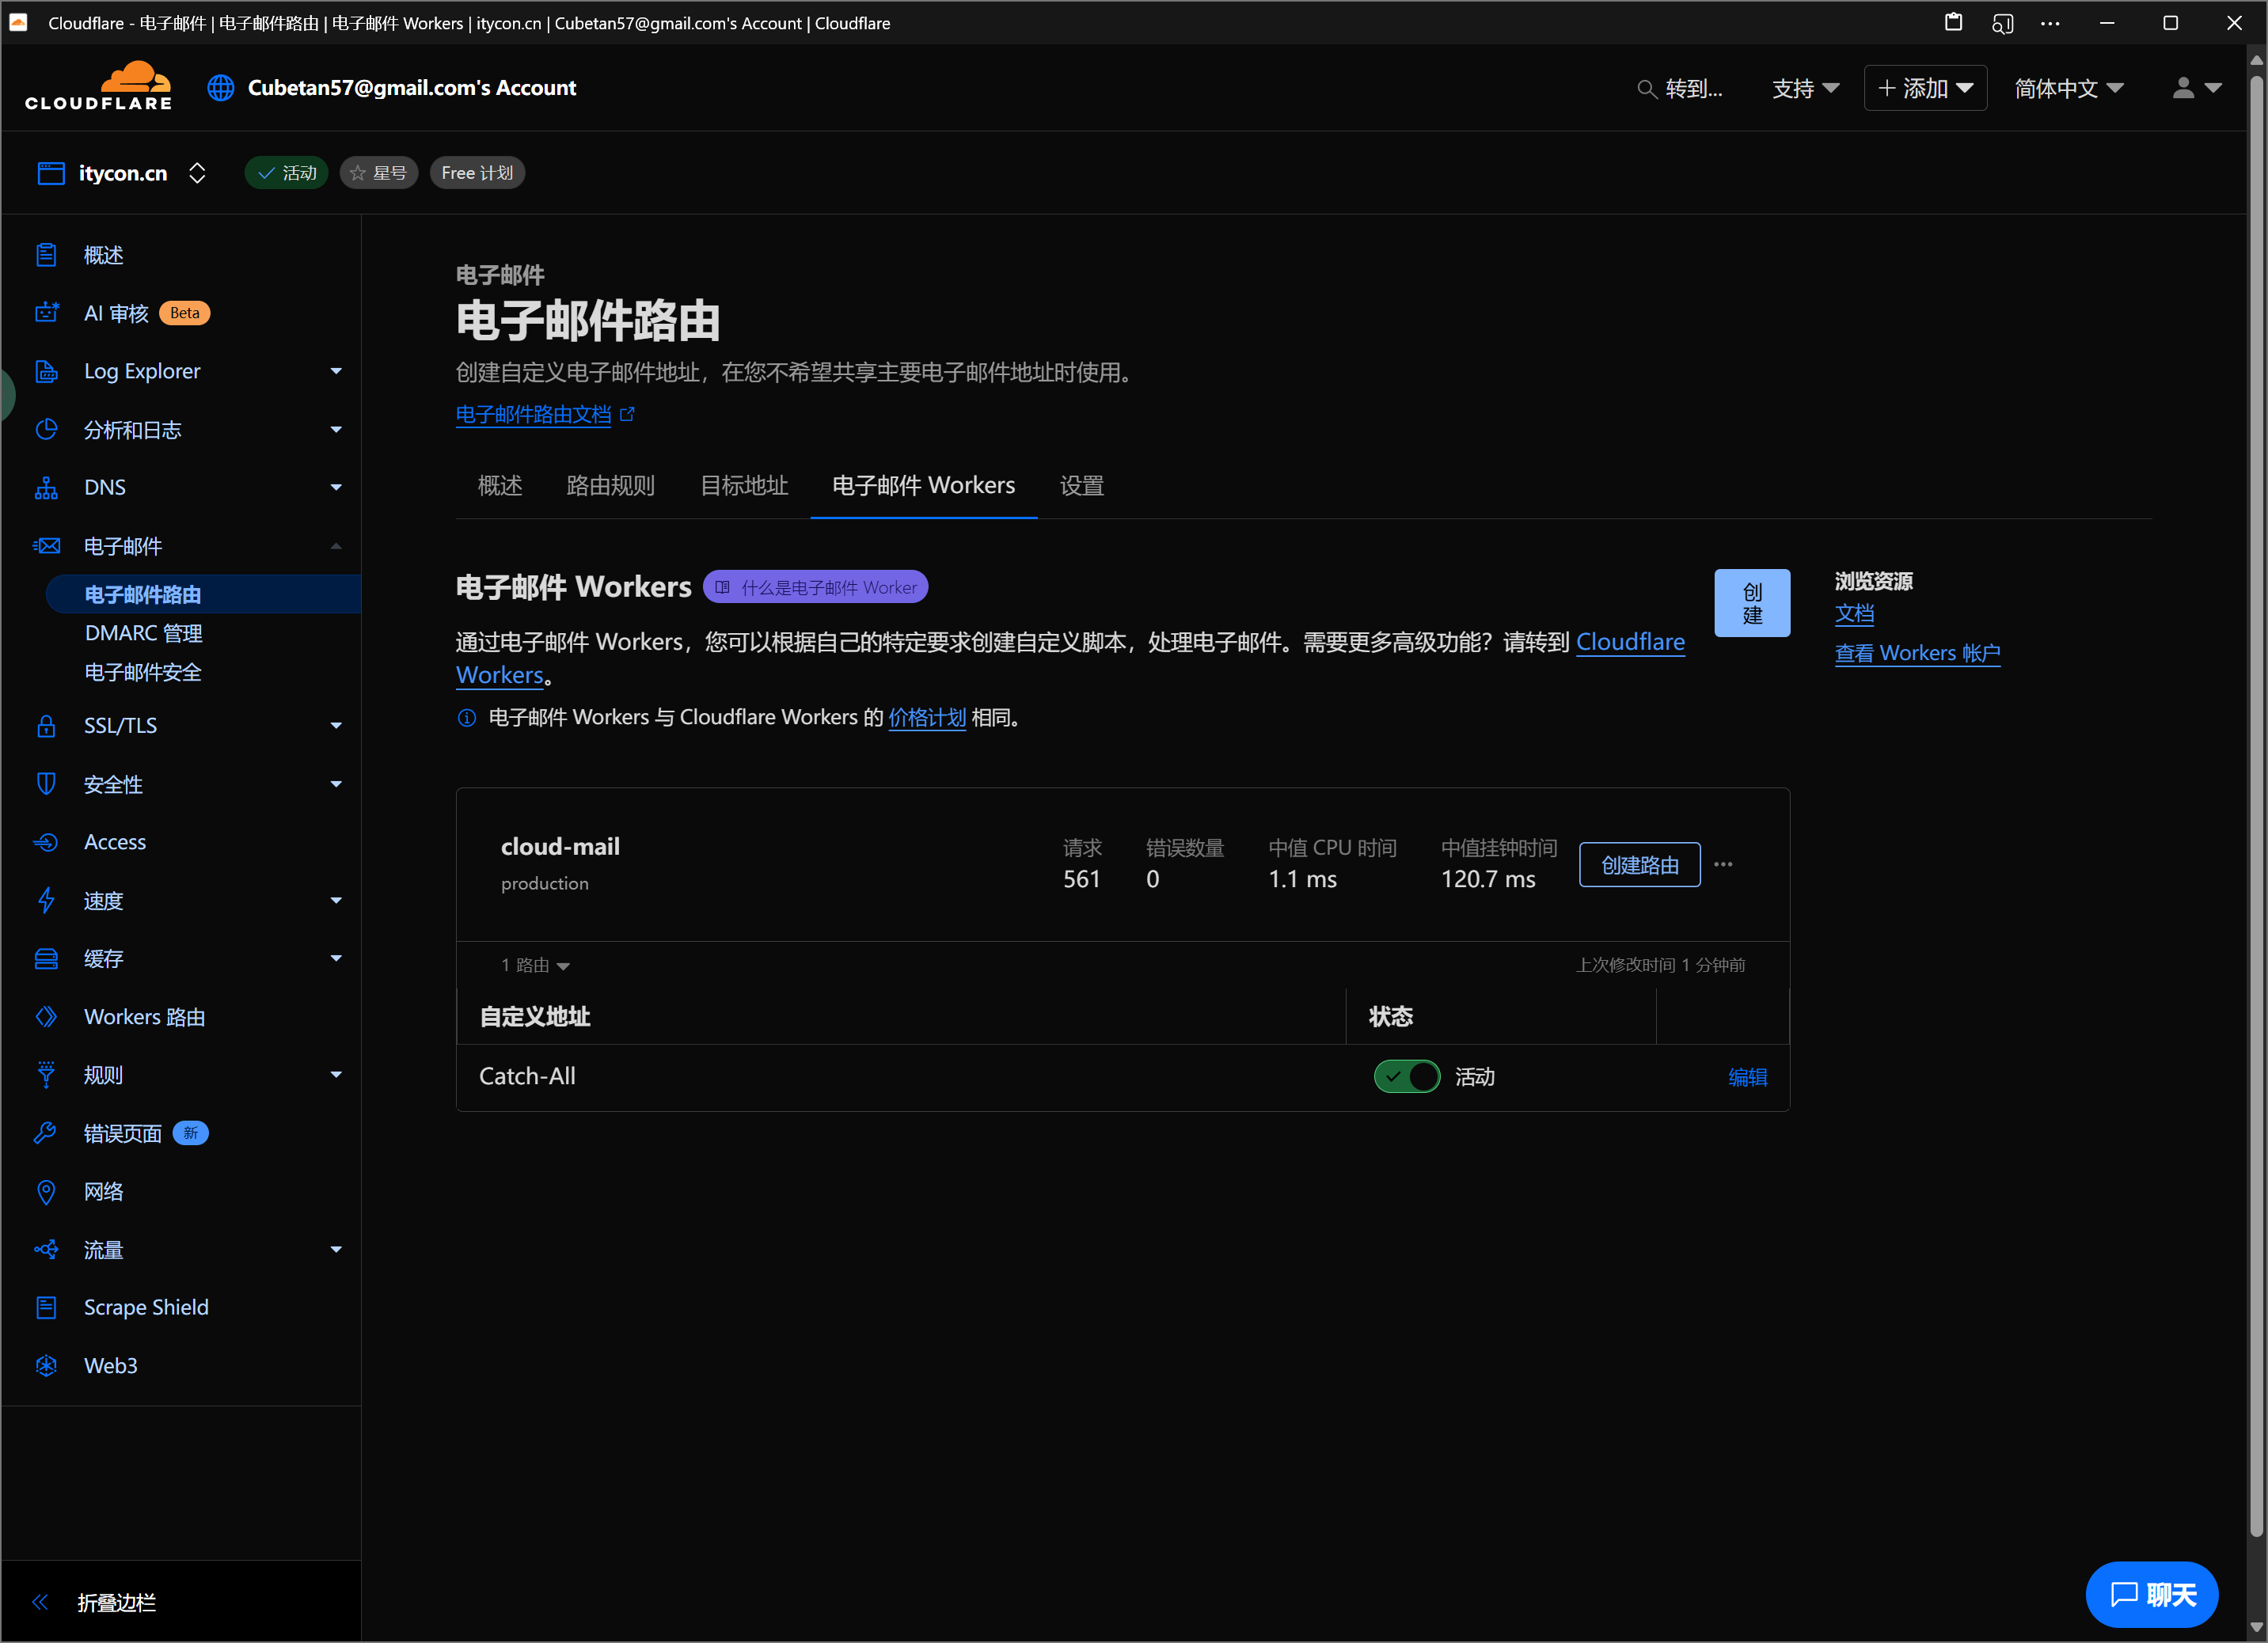 Cloudflare - 电子邮件 | 电子邮件路由 | 电子邮件 Workers | itycon.cn | Cubetan57@gmail.com's Account | Cloudflare
CLOUDFLARE
Cubetan57@gmail.com's Account
转到...
支持
添加
简体中文
itycon.cn
活动
星号
Free 计划
概述
AI 审核 Beta
Log Explorer
分析和日志
DNS
电子邮件
电子邮件路由
DMARC 管理
电子邮件安全
SSL/TLS
安全性
Access
速度
缓存
Workers 路由
规则
错误页面 新
网络
流量
Scrape Shield
Web3
折叠边栏
电子邮件
电子邮件路由
创建自定义电子邮件地址，在您不希望共享主要电子邮件地址时使用。
电子邮件路由文档
概述 路由规则 目标地址 电子邮件 Workers 设置
电子邮件 Workers 什么是电子邮件 Worker
通过电子邮件 Workers，您可以根据自己的特定要求创建自定义脚本，处理电子邮件。需要更多高级功能？请转到 Cloudflare
Workers。
电子邮件 Workers 与 Cloudflare Workers 的 价格计划 相同。
创
建
浏览资源
文档
查看 Workers 帐户
cloud-mail
production
请求
561
错误数量
0
中值 CPU 时间
1.1 ms
中值挂钟时间
120.7 ms
创建路由
1 路由
上次修改时间 1 分钟前
自定义地址 状态
Catch-All 活动 编辑
聊天